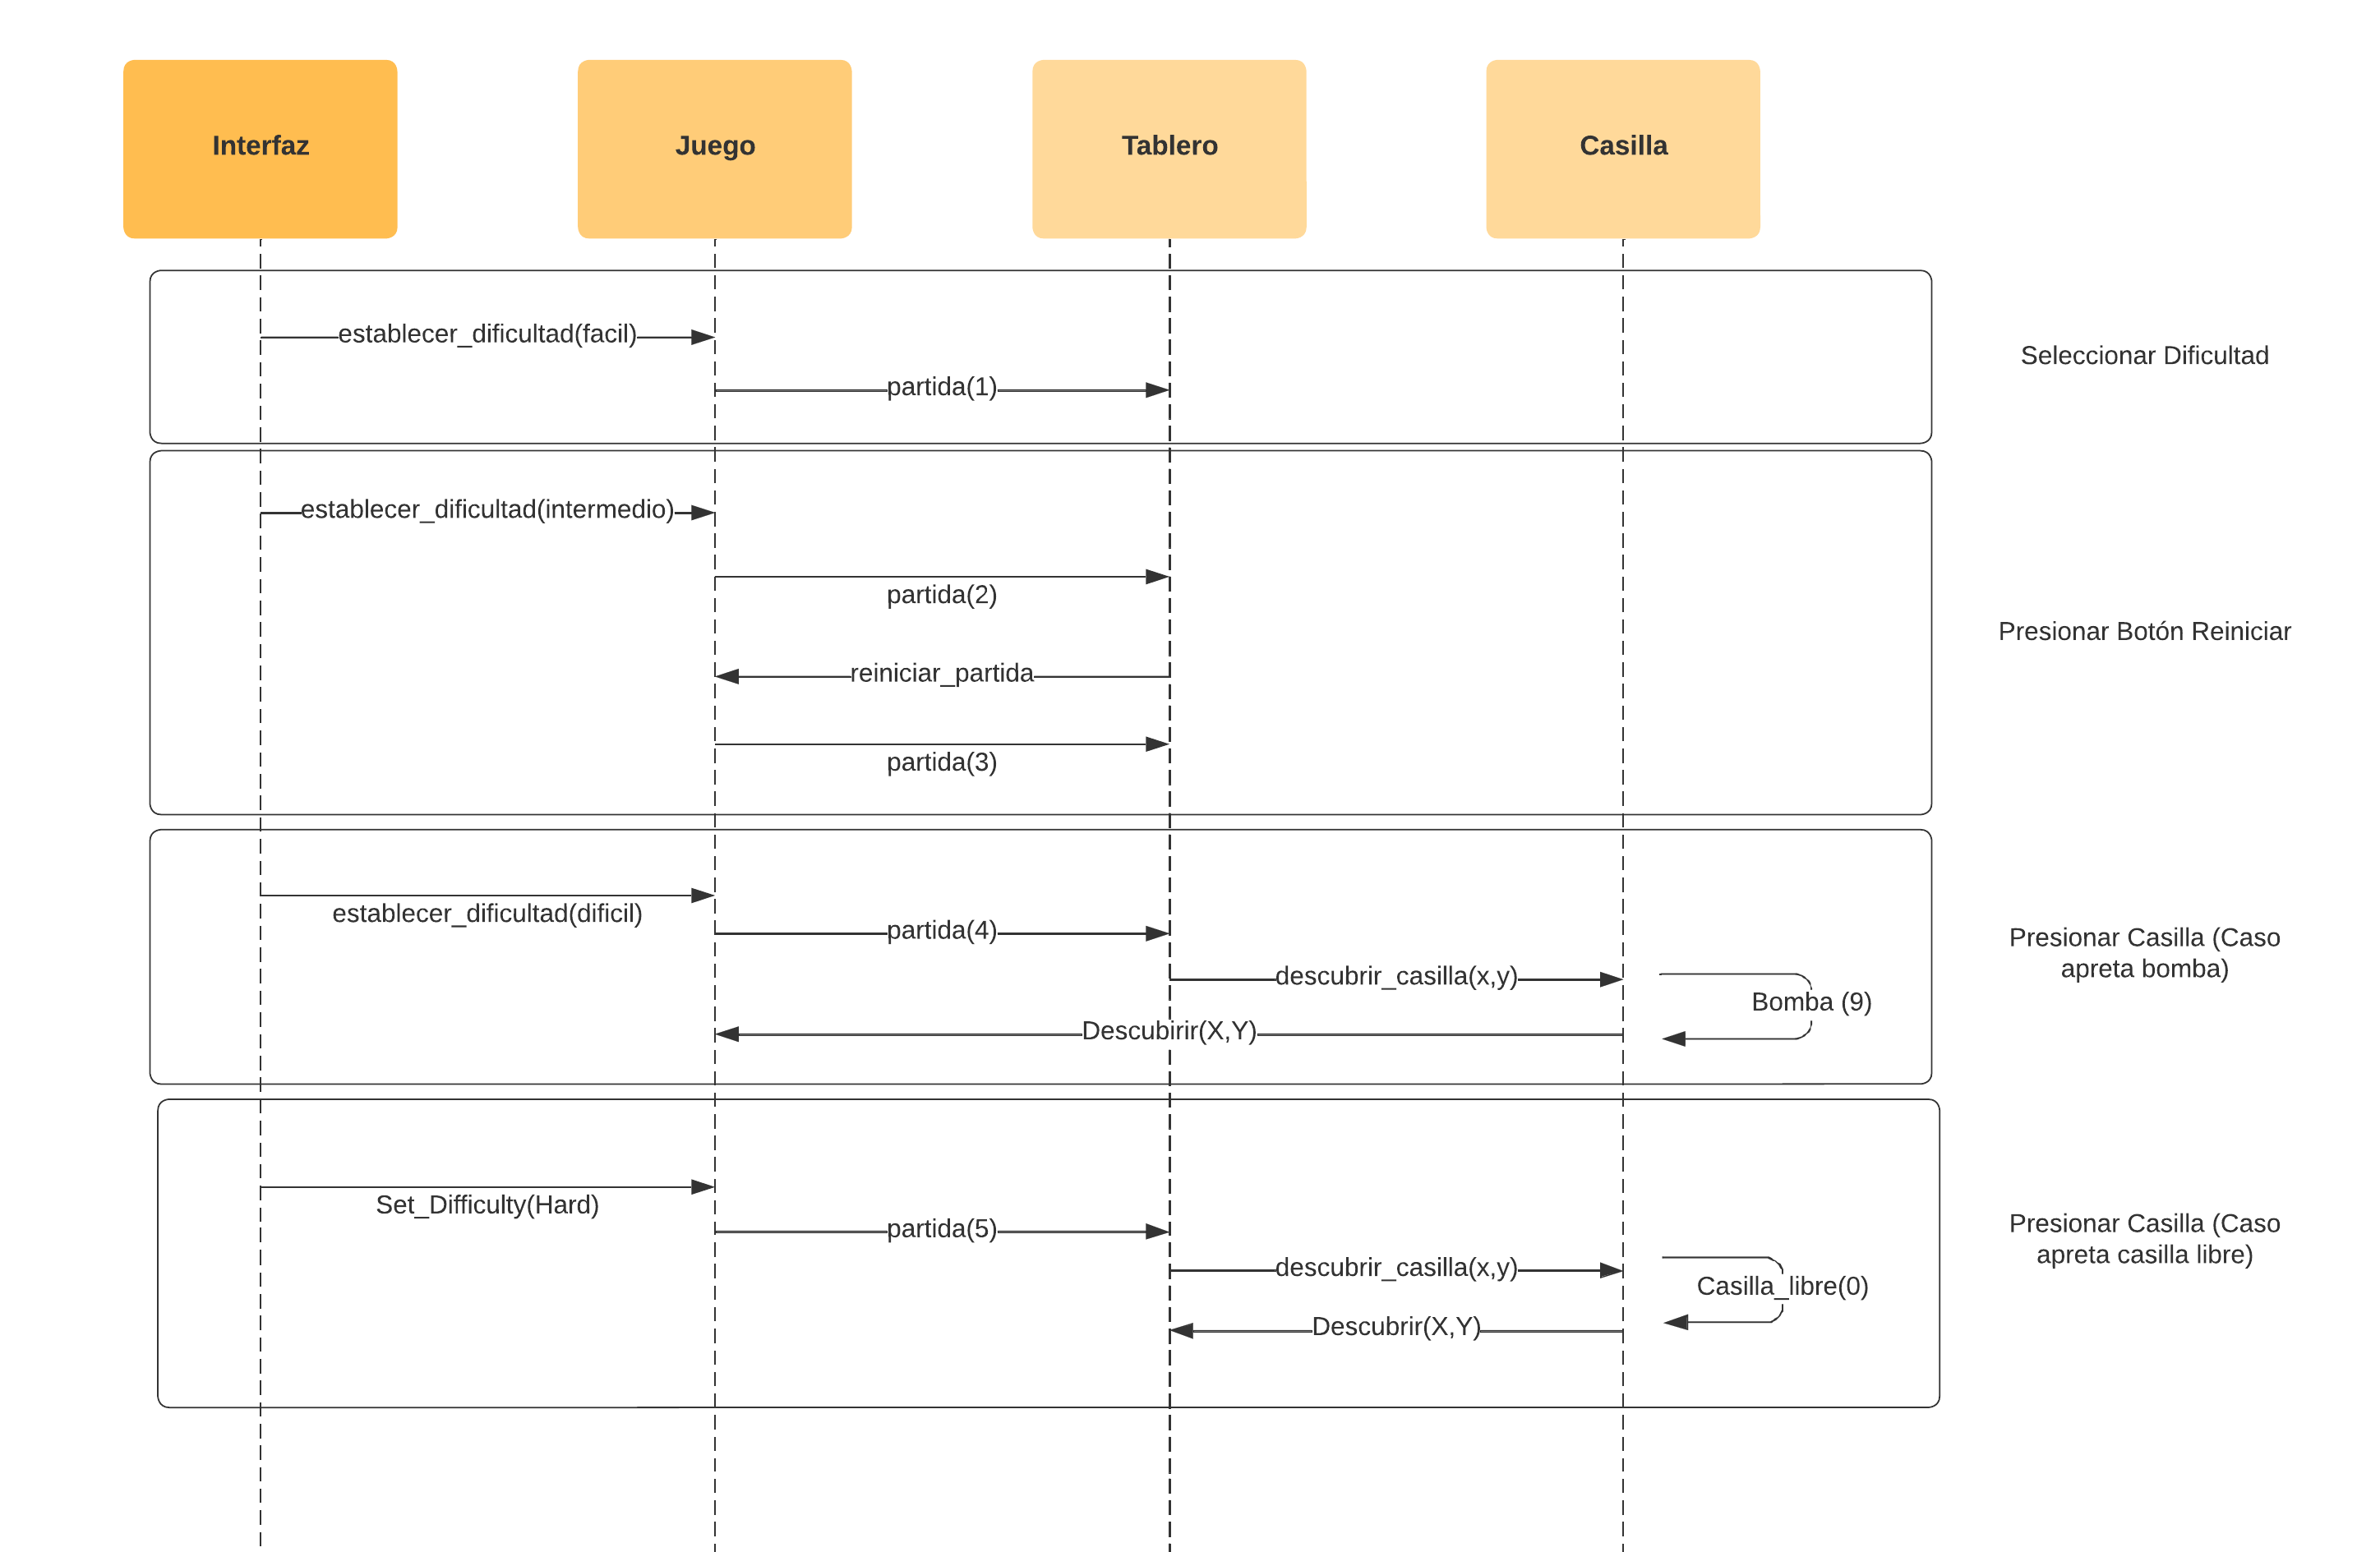 Interfaz
Juego
Tablero
Casilla
establecer_dificultad(facil)
Seleccionar Dificultad
partida(1)
establecer_dificultad(intermedio)
partida(2)
Presionar Botón Reiniciar
reiniciar_partida
partida(3)
establecer_dificultad(dificil)
partida(4)
Presionar Casilla (Caso
apreta bomba)
descubrir_casilla(x,y)
Bomba (9)
Descubirir(X,Y)
Set_Difficulty(Hard)
partida(5)
Presionar Casilla (Caso
apreta casilla libre)
descubrir_casilla(x,y)
Casilla_libre(0)
Descubrir(X,Y)